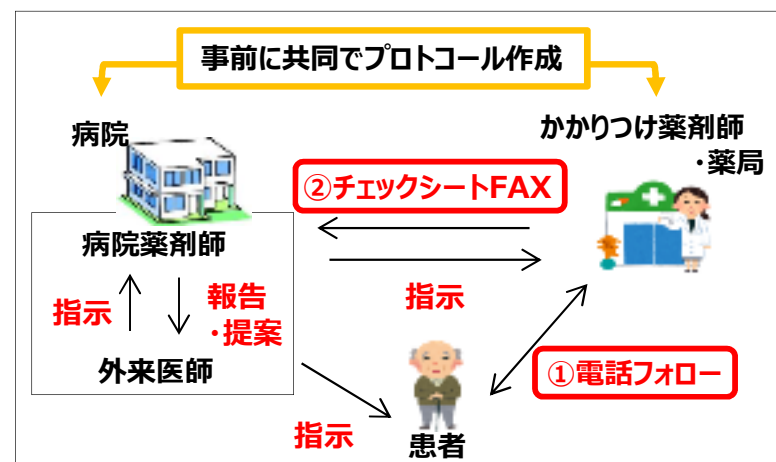 事前に共同でプロトコール作成
病院
かかりつけ薬剤師
・薬局
②チェックシートFAX
病院薬剤師
指示
報告
・提案
指示
外来医師
①電話フォロー
指示
患者